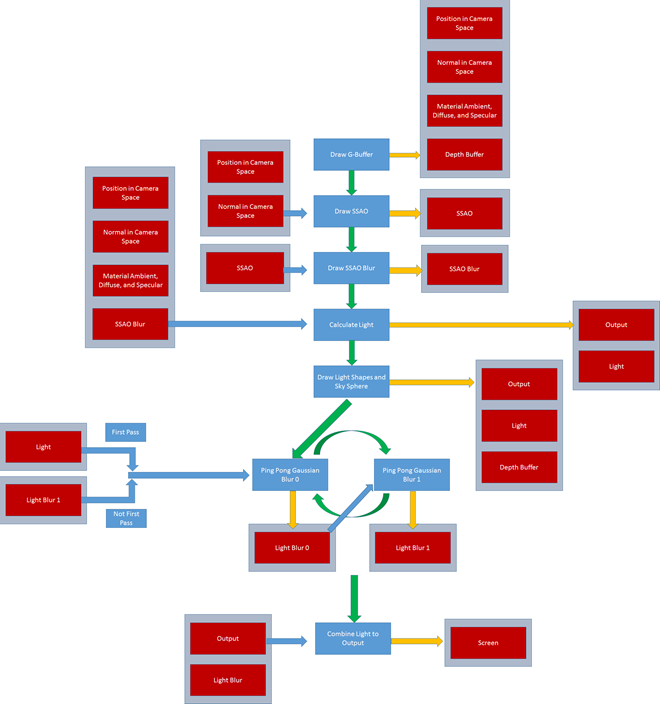 Position in Camera
Space
Normal in Camera
Space
Material Ambient,
Diffuse, and Specular
Depth Buffer
Draw G-Buffer
Position in Camera
Space
Normal in Camera
Space
Draw SSAO
SSAO
Position in Camera
Space
Normal in Camera
Space
Material Ambient,
Diffuse, and Specular
SSAO Blur
SSAO
Draw SSAO Blur
SSAO Blur
Calculate Light
Output
Light
Draw Light Shapes and
Sky Sphere
Output
Light
Depth Buffer
Light
First Pass
Light Blur 1
Not First
Pass
Ping Pong Gaussian
Blur 0
Ping Pong Gaussian
Blur 1
Light Blur 0
Light Blur 1
Output
Light Blur
Combine Light to
Output
Screen